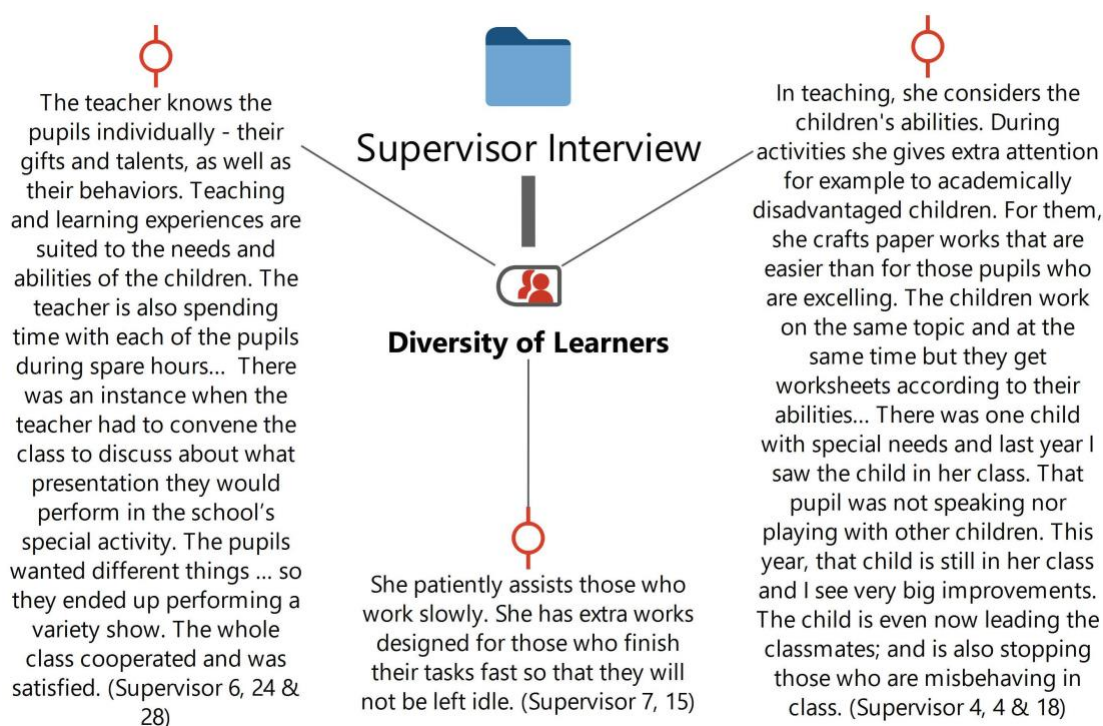 Supervisor Interview
Diversity of Learners
The teacher knows the
pupils individually - their
gifts and talents, as well as
their behaviors. Teaching
and learning experiences are
suited to the needs and
abilities of the children. The
teacher is also spending
time with each of the pupils
during spare hours... There
was an instance when the
teacher had to convene the
class to discuss about what
presentation they would
perform in the school's
special activity. The pupils
wanted different things ... so
they ended up performing a
variety show. The whole
class cooperated and was
satisfied. (Supervisor 6, 24 &
28)
She patiently assists those who
work slowly. She has extra works
designed for those who finish
their tasks fast so that they will
not be left idle. (Supervisor 7, 15)
In teaching, she considers the
children's abilities. During
activities she gives extra attention
for example to academically
disadvantaged children. For them,
she crafts paper works that are
easier than for those pupils who
are excelling. The children work
on the same topic and at the
same time but they get
worksheets according to their
abilities... There was one child
with special needs and last year I
saw the child in her class. That
pupil was not speaking nor
playing with other children. This
year, that child is still in her class
and I see very big improvements.
The child is even now leading the
classmates; and is also stopping
those who are misbehaving in
class. (Supervisor 4, 4 & 18)